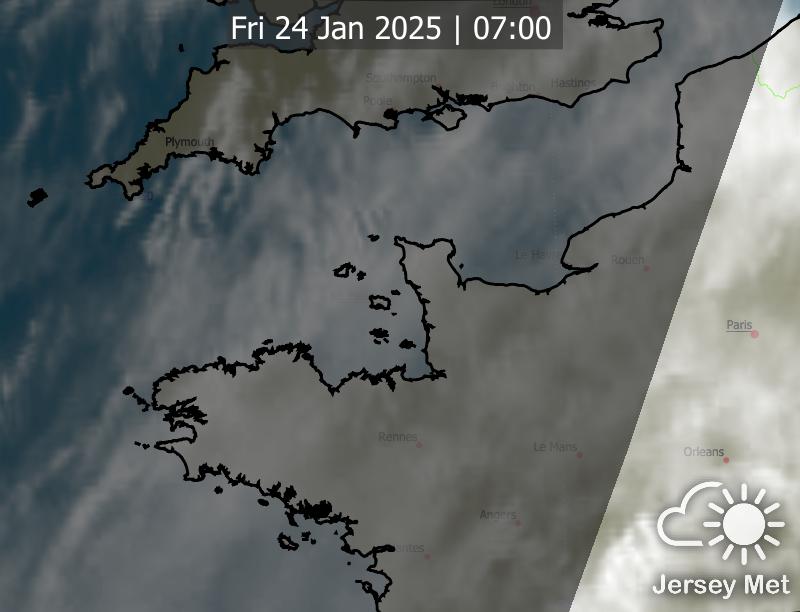 London
Fri 24 Jan 2025 | 07:00
Southampton
Brighton
Hastings
Poole
Plymouth
Le Havre
Rouen
Paris
Rennes
Le Mans
Orleans
Angers
Nantes
Jersey Met